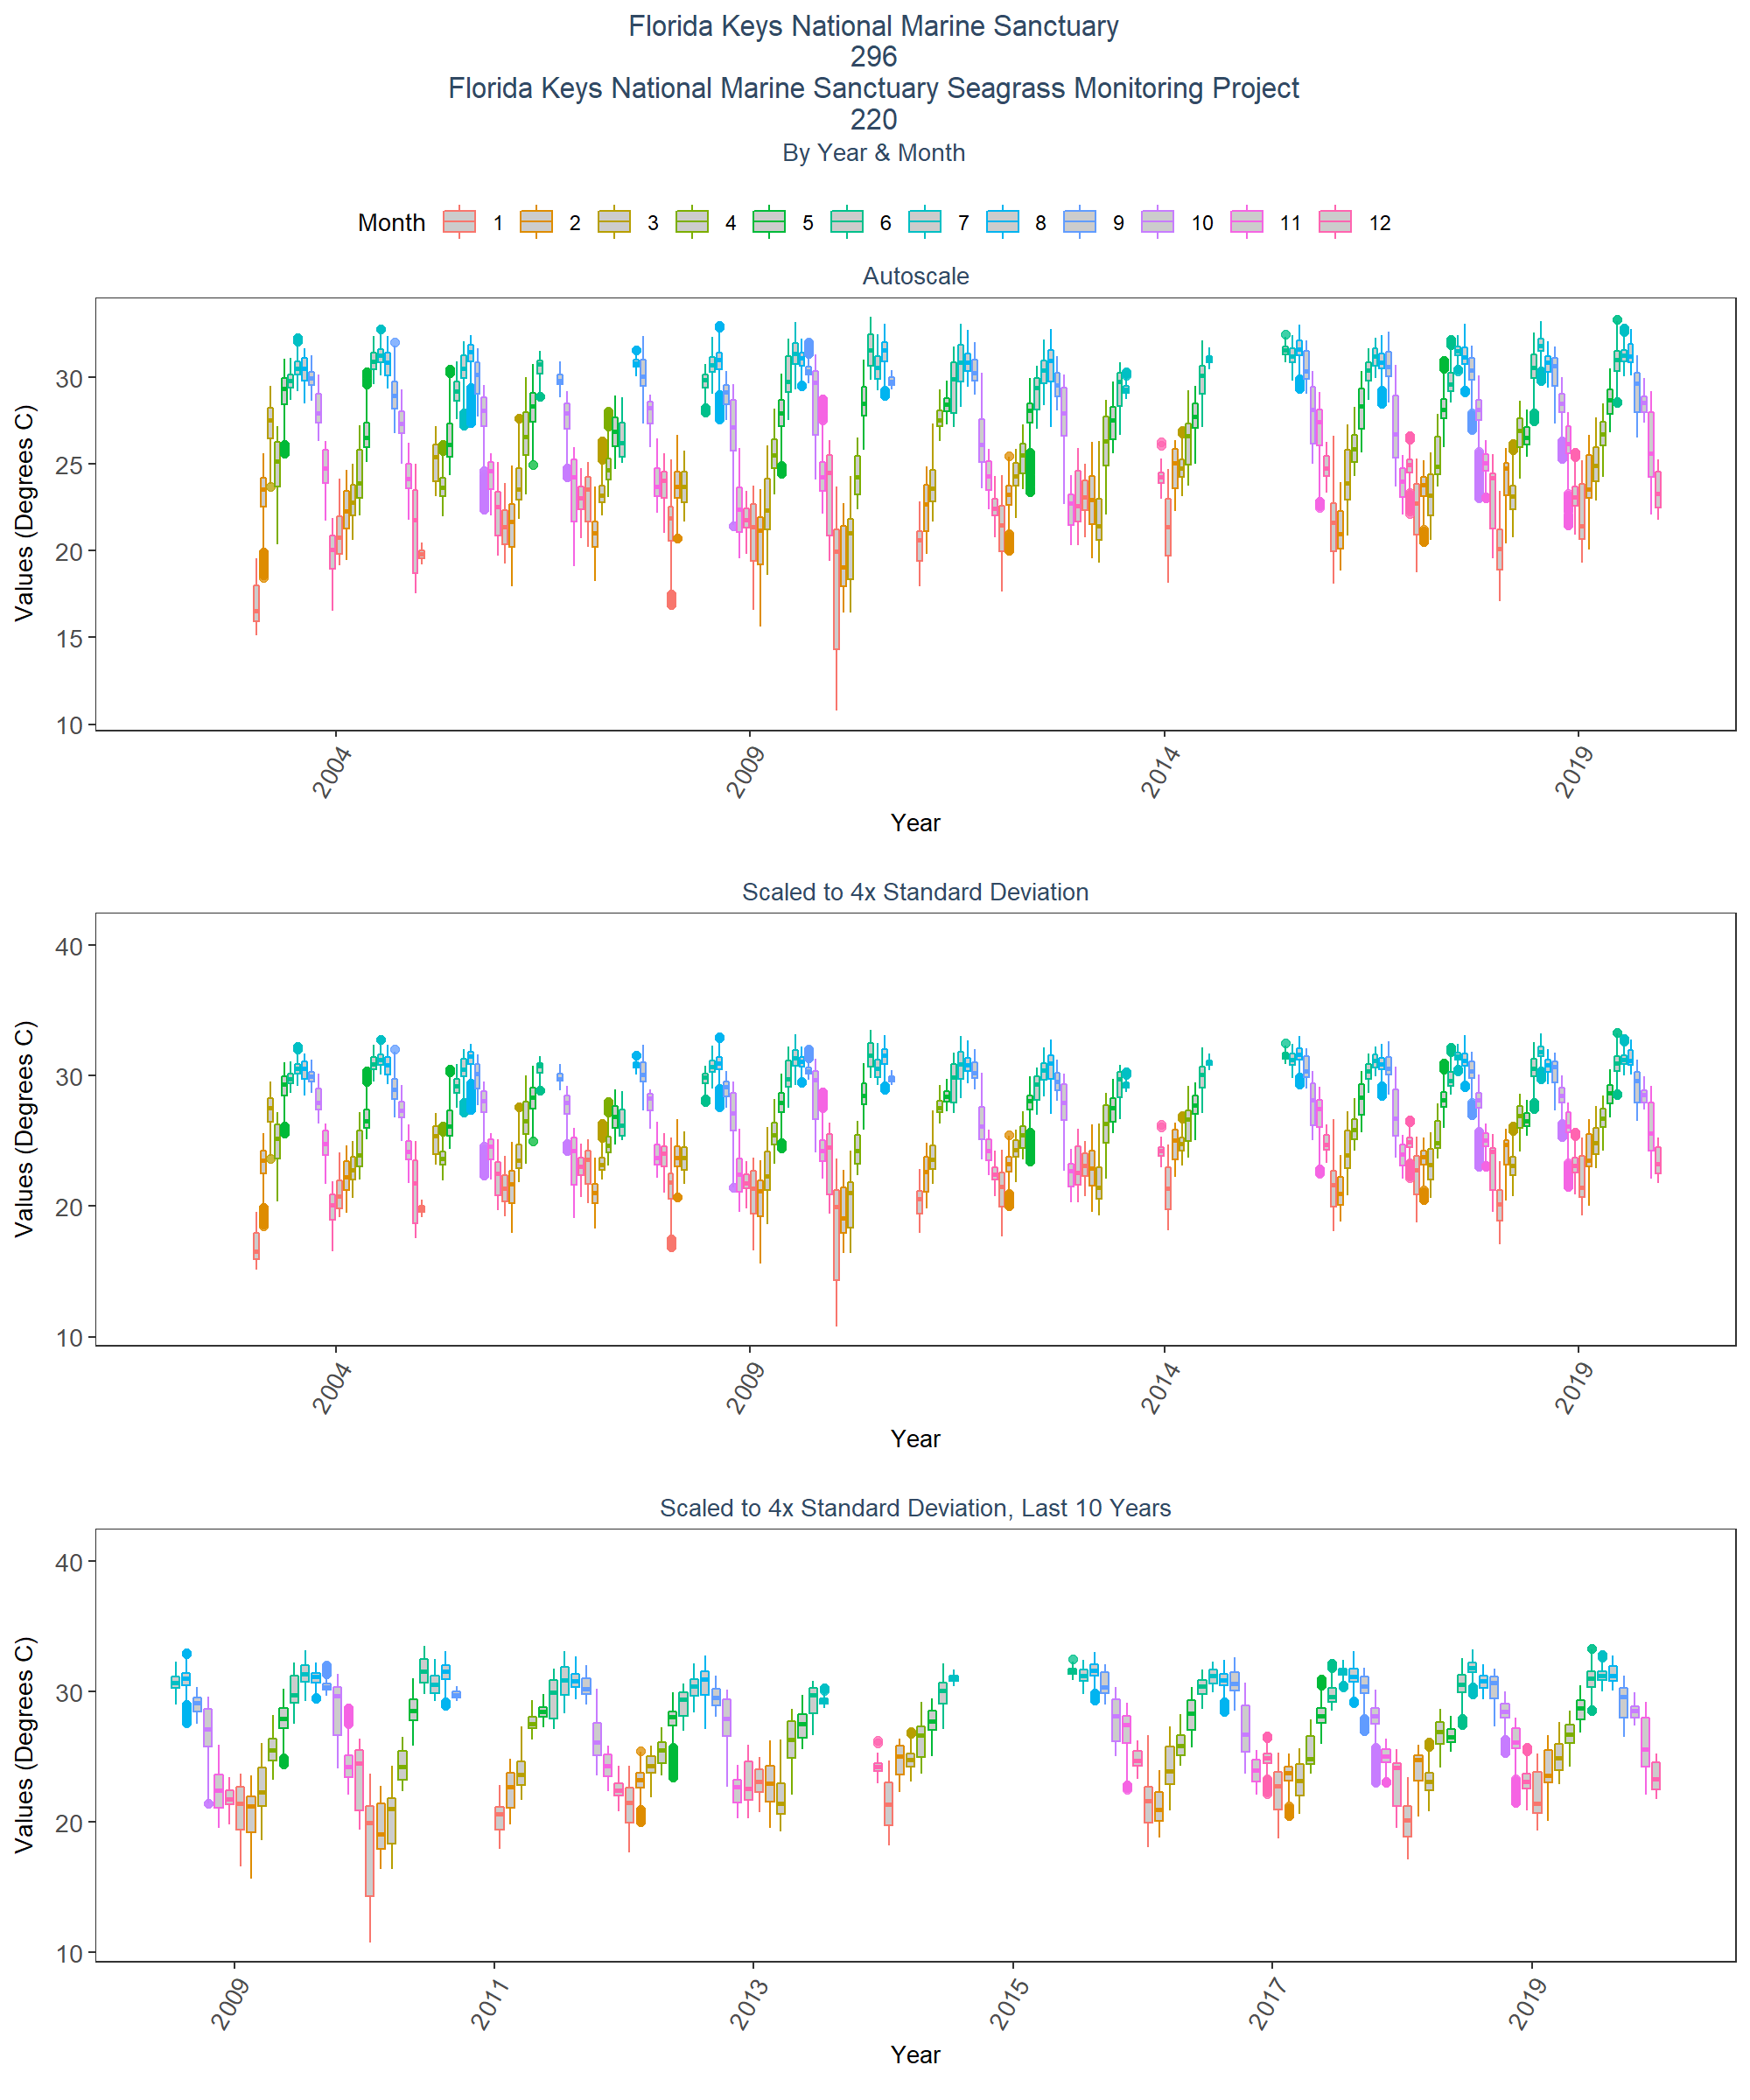 Florida Keys National Marine Sanctuary
296
Florida Keys National Marine Sanctuary Seagrass Monitoring Project
220
By Year & Month
Month 1 2 3 4 5 6 7 8 9 10 11 12
Autoscale
Values (Degrees C)
30
25
20
15
10
2004 2009 2014 2019
Year
Scaled to 4x Standard Deviation
Values (Degrees C)
40
30
20
10
2004 2009 2014 2019
Year
Scaled to 4x Standard Deviation, Last 10 Years
Values (Degrees C)
40
30
20
10
2009 2011 2013 2015 2017 2019
Year